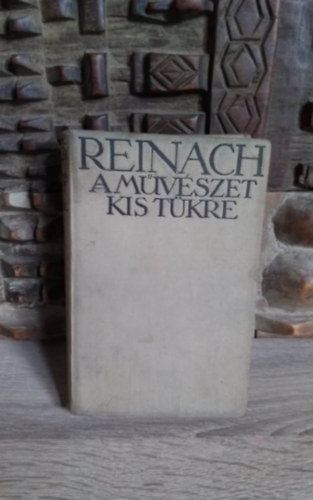 REINACH
A MŰVÉSZET
KIS TÜKRE